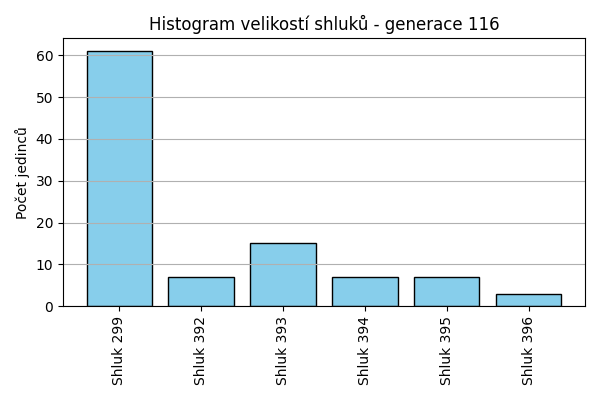 Histogram velikostí shluků - generace 116
Počet jedinců
60
50
40
30
20
10
0
Shluk 299
Shluk 392
Shluk 393
Shluk 394
Shluk 395
Shluk 396